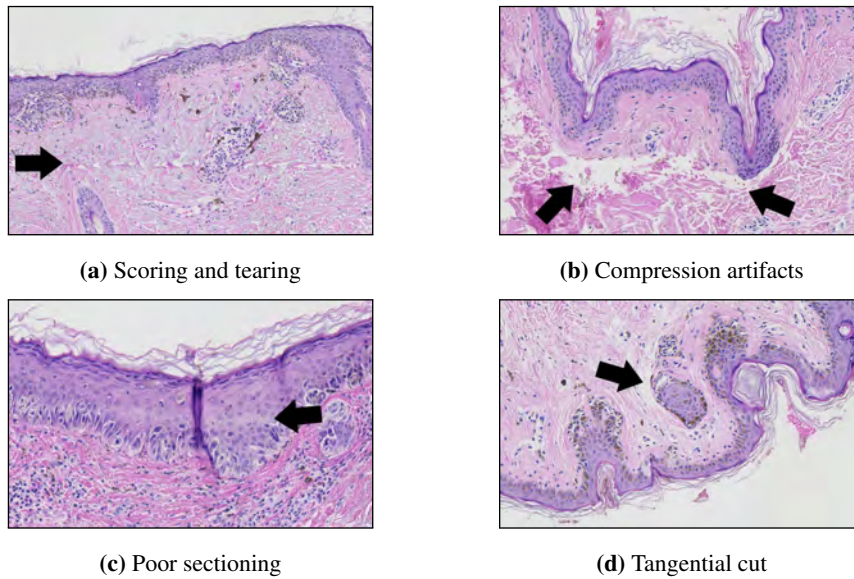 (a) Scoring and tearing
(b) Compression artifacts
(c) Poor sectioning
(d) Tangential cut